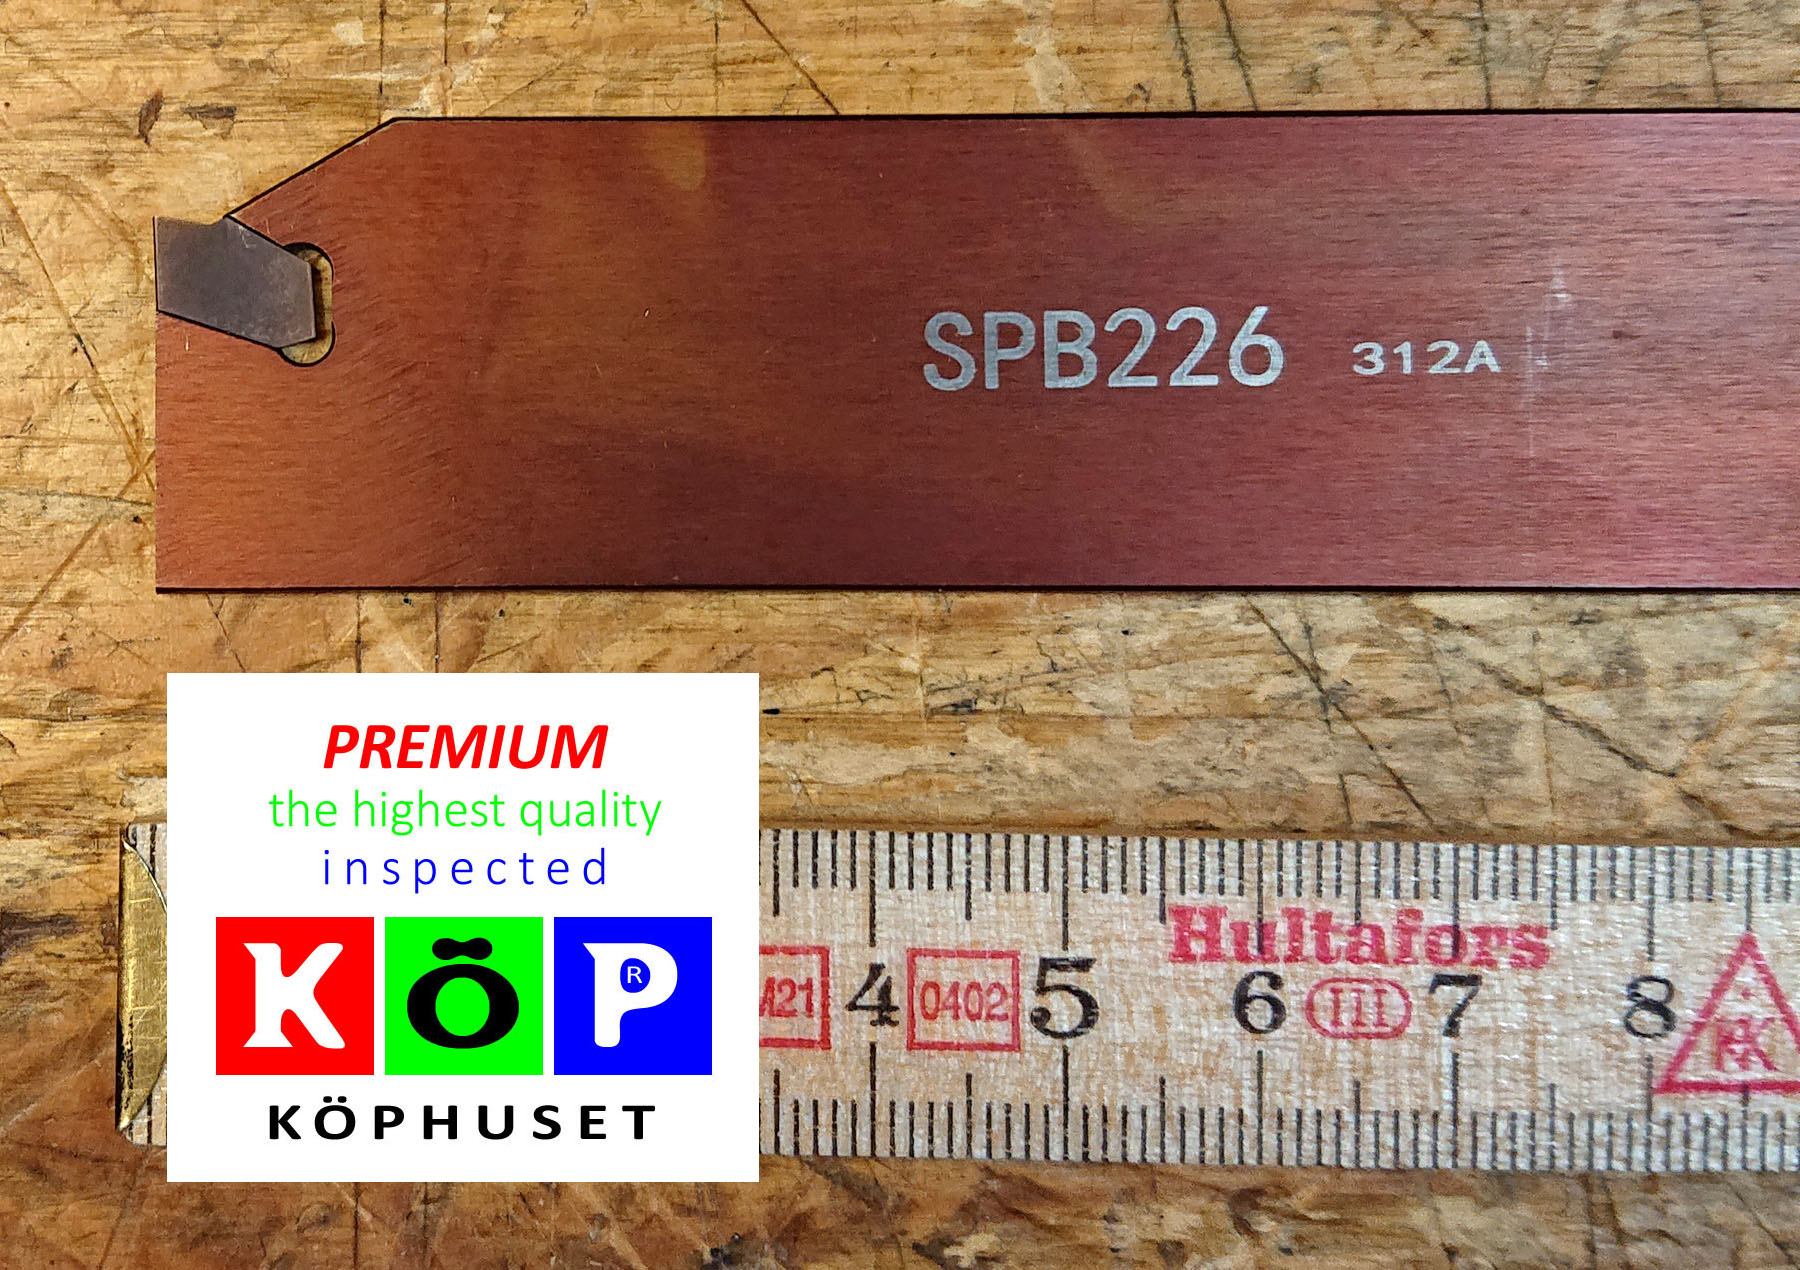 SPB226 312A
PREMIUM
the highest quality
inspected
KÖP
R
KÖPHUSET
Hultafors
M21 4 0402 5 6 III 7 8